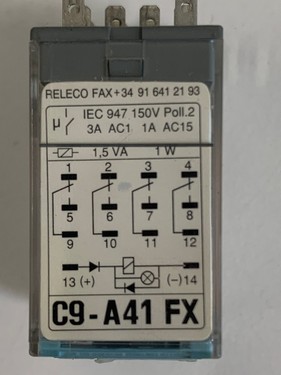 RELECO FAX+34 91 641 21 93
µ IEC 947 150V Poll.2
3A AC1 1A AC15
1,5 VA 1 W
1 2 3 4
5 6 7 8
9 10 11 12
13 (+) (−) 14
C9-A41 FX